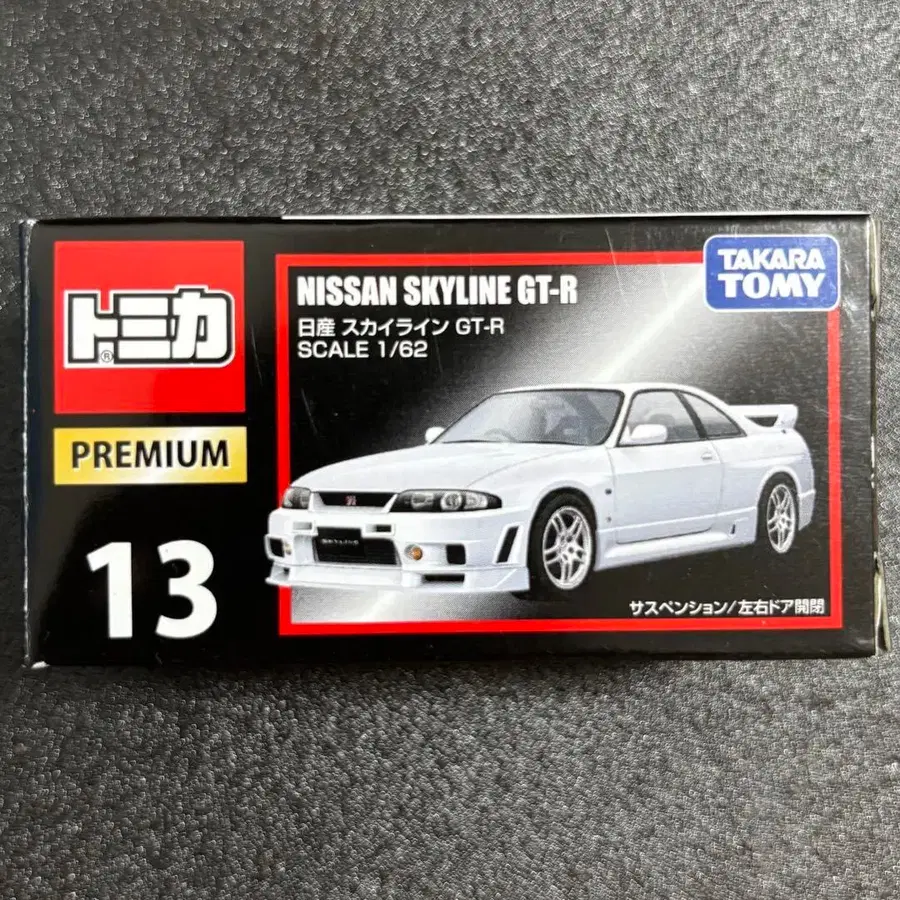 トミカ®
PREMIUM
13
NISSAN SKYLINE GT-R
日産 スカイライン GT-R
SCALE 1/62
TAKARA
TOMY
サスペンション/左右ドア開閉